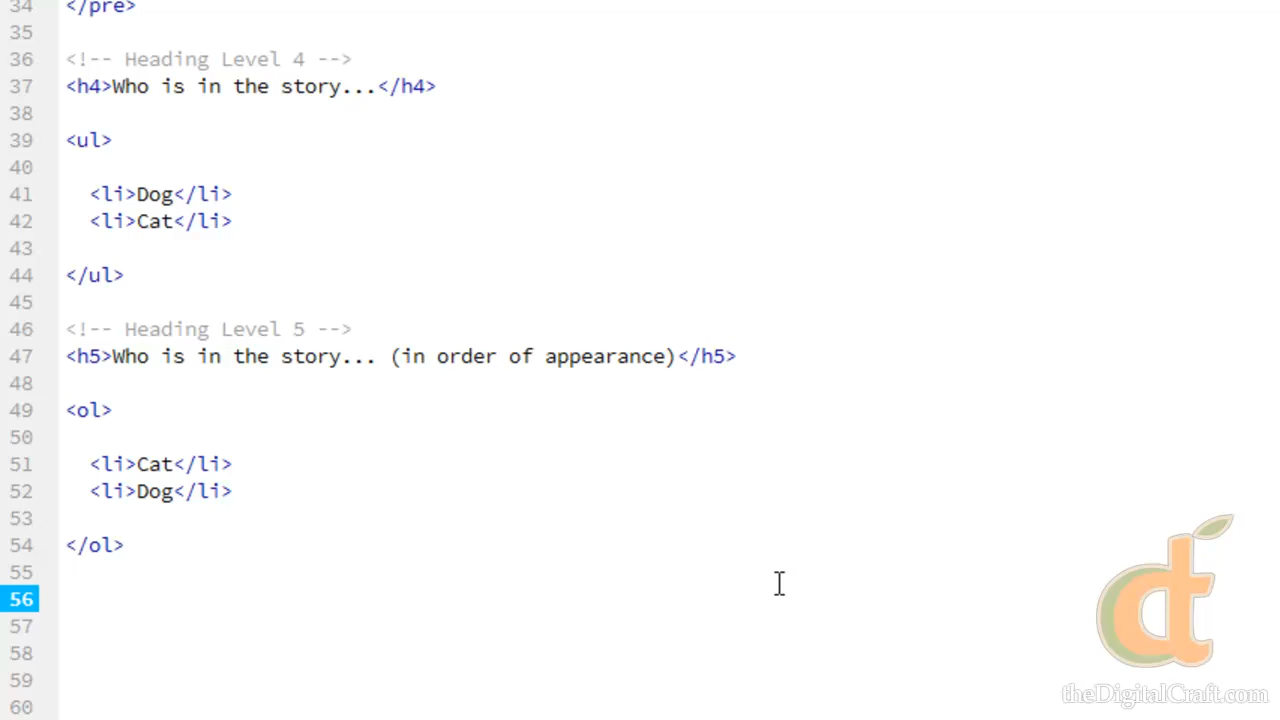 34 </pre>
35
36 <!-- Heading Level 4 -->
37 <h4>Who is in the story...</h4>
38
39 <ul>
40
41 <li>Dog</li>
42 <li>Cat</li>
43
44 </ul>
45
46 <!-- Heading Level 5 -->
47 <h5>Who is in the story... (in order of appearance)</h5>
48
49 <ol>
50
51 <li>Cat</li>
52 <li>Dog</li>
53
54 </ol>
55
56
57
58
59
60
dt
theDigitalCraft.com